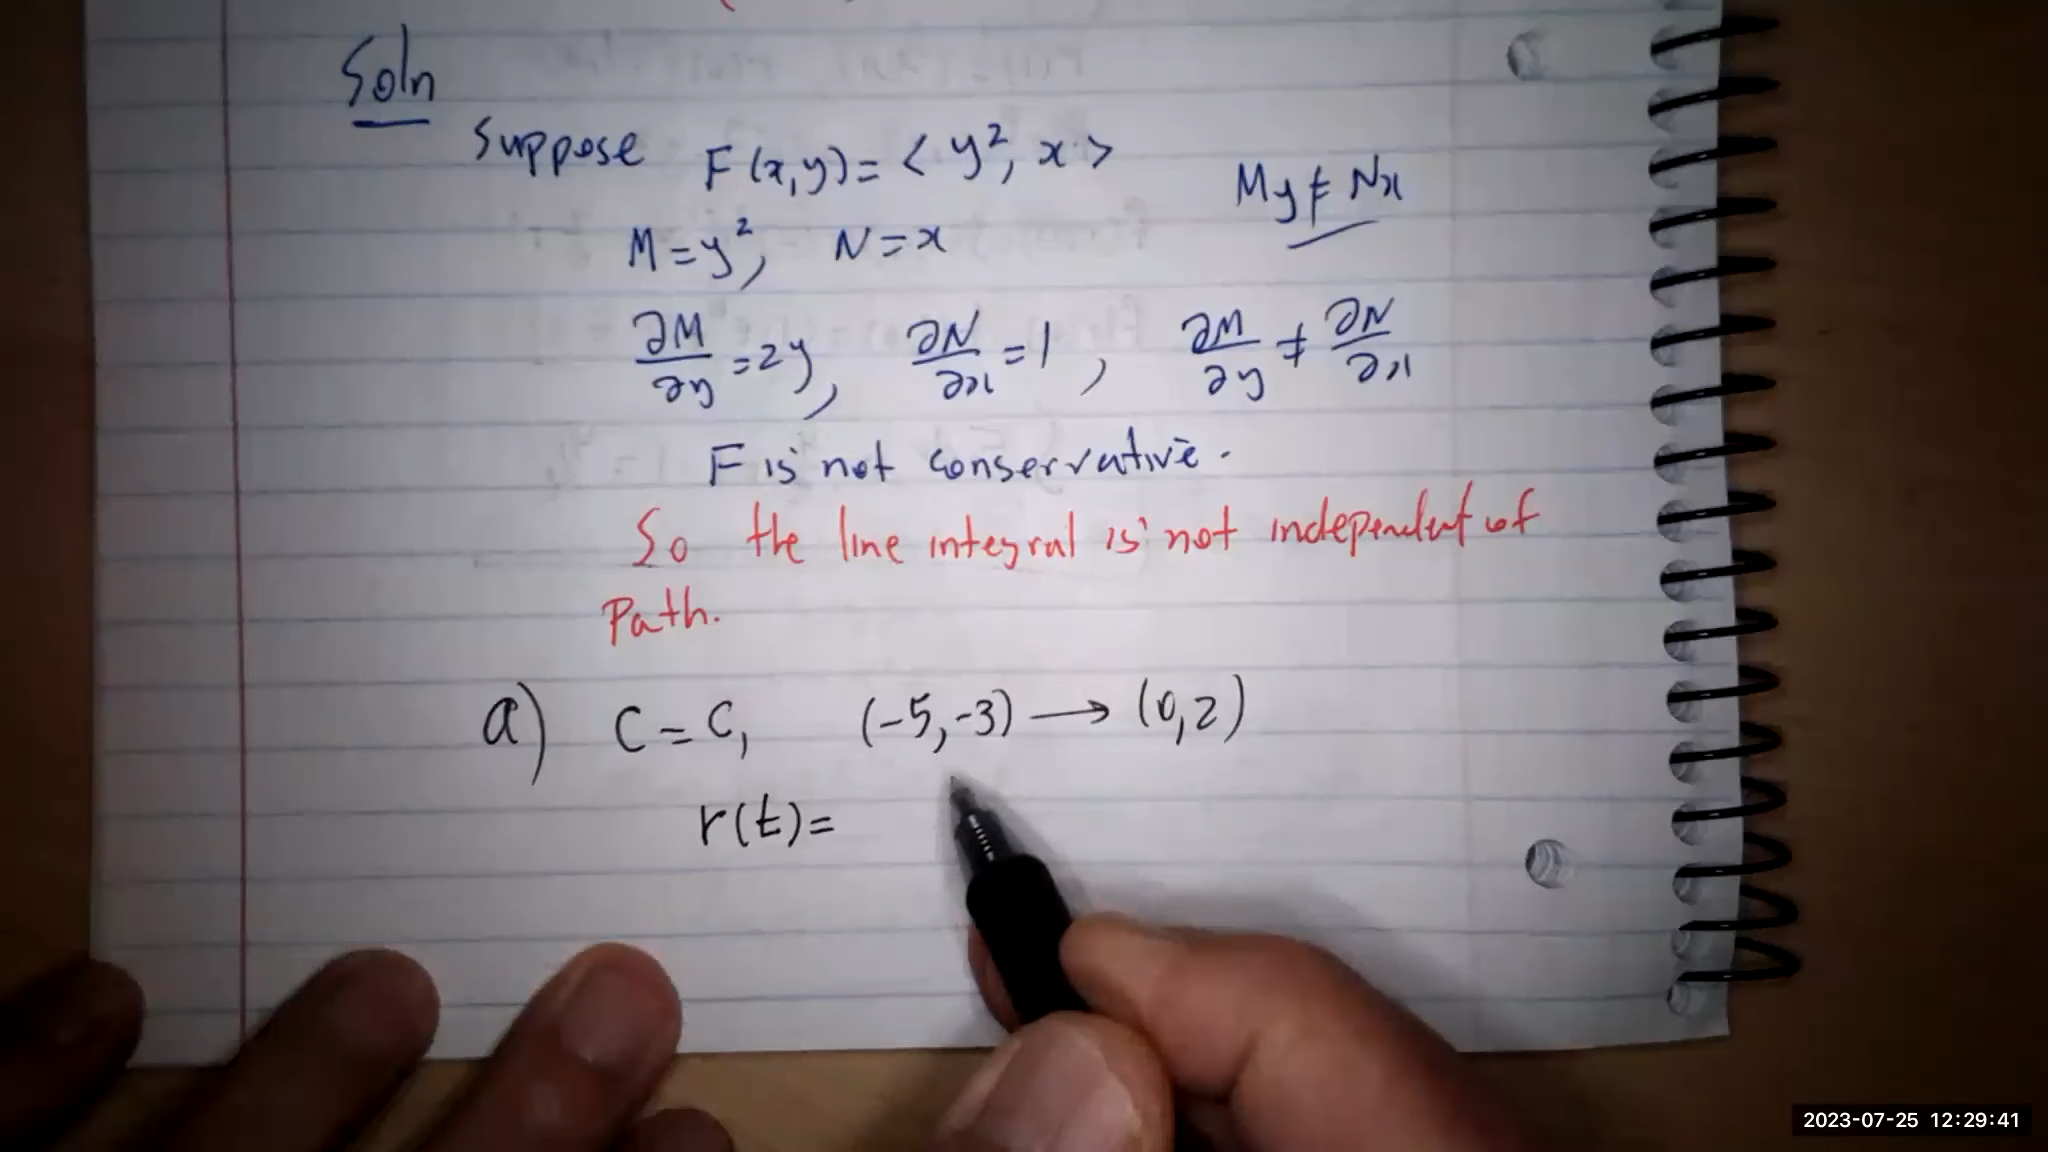 Soln
Suppose F(x,y) = < y², x >
My ≠ Nx
M = y², N = x
∂M/∂y = 2y, ∂N/∂x = 1, ∂M/∂y ≠ ∂N/∂x
F is not conservative.
So the line integral is not independent of
Path.
a) C = C₁ (-5,-3) → (0,2)
r(t) =
2023-07-25 12:29:41